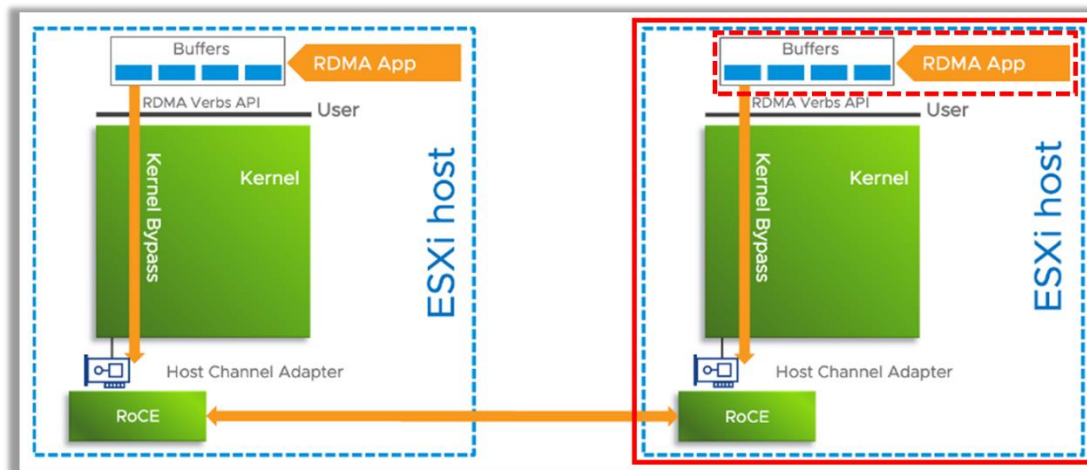 Buffers
RDMA App
RDMA Verbs API
User
Kernel
Kernel Bypass
ESXi host
Host Channel Adapter
RoCE
Buffers
RDMA App
RDMA Verbs API
User
Kernel
Kernel Bypass
ESXi host
Host Channel Adapter
RoCE